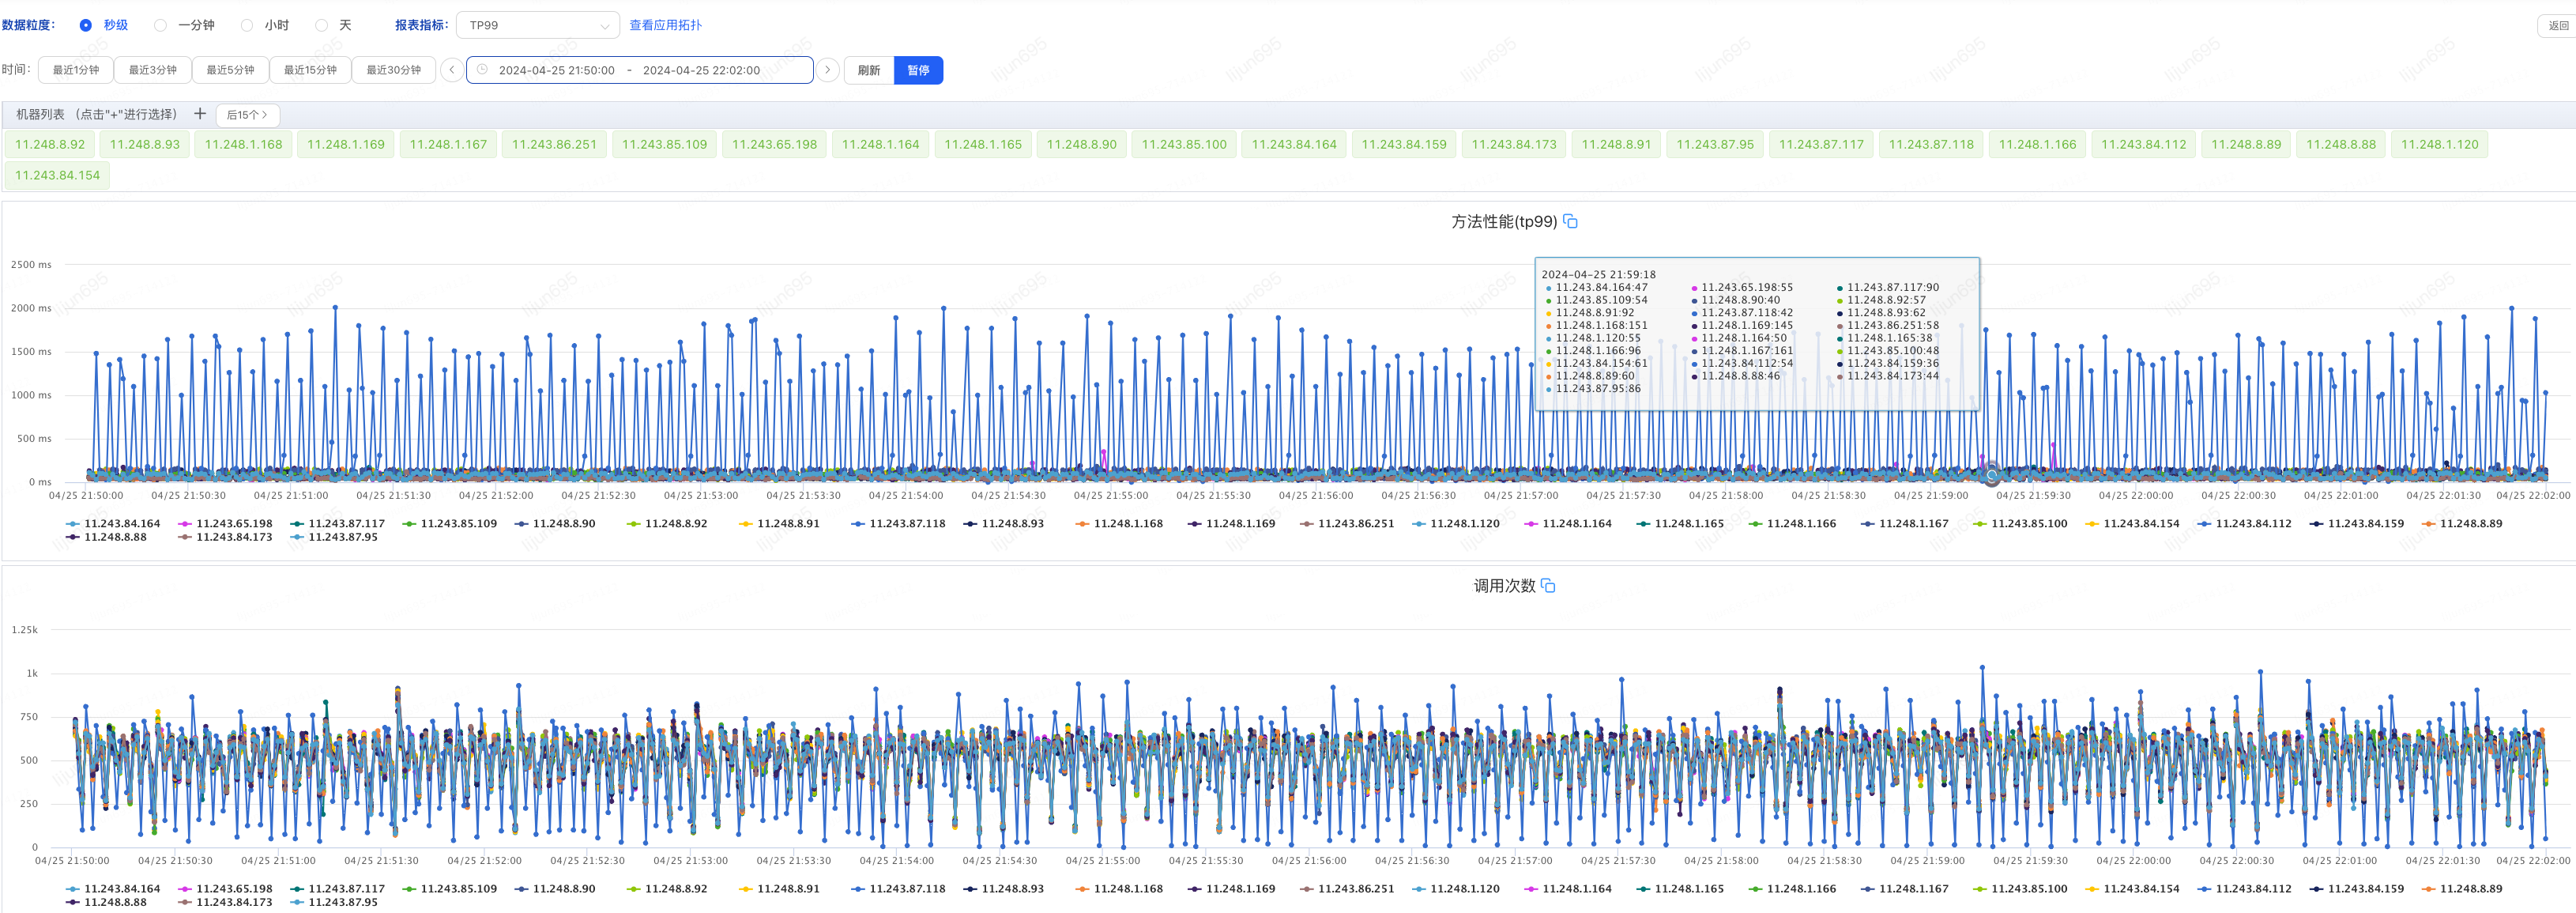 数据粒度： 秒级 一分钟 小时 天 报表指标： TP99 查看应用拓扑 返回
时间： 最近1分钟 最近3分钟 最近5分钟 最近15分钟 最近30分钟 2024-04-25 21:50:00 - 2024-04-25 22:02:00 刷新 暂停
机器列表 （点击"+"进行选择） + 后15个 >
11.248.8.92 11.248.8.93 11.248.1.168 11.248.1.169 11.248.1.167 11.243.86.251 11.243.85.109 11.243.65.198 11.248.1.164 11.248.1.165 11.248.8.90 11.243.85.100 11.243.84.164 11.243.84.159 11.243.84.173 11.248.8.91 11.243.87.95 11.243.87.117 11.243.87.118 11.248.1.166 11.243.84.112 11.248.8.89 11.248.8.88 11.248.1.120
11.243.84.154
方法性能(tp99)
2500 ms
2000 ms
1500 ms
1000 ms
500 ms
0 ms
2024-04-25 21:59:18
11.243.84.164:47 11.243.65.198:55 11.243.87.117:90
11.243.85.109:54 11.248.8.90:40 11.248.8.92:57
11.248.8.91:92 11.243.87.118:42 11.248.8.93:62
11.248.1.168:151 11.248.1.169:145 11.243.86.251:58
11.248.1.120:55 11.248.1.164:50 11.248.1.165:38
11.248.1.166:96 11.248.1.167:161 11.243.85.100:48
11.243.84.154:61 11.243.84.112:54 11.243.84.159:36
11.248.8.89:60 11.248.8.88:46 11.243.84.173:44
11.243.87.95:86
04/25 21:50:00 04/25 21:50:30 04/25 21:51:00 04/25 21:51:30 04/25 21:52:00 04/25 21:52:30 04/25 21:53:00 04/25 21:53:30 04/25 21:54:00 04/25 21:54:30 04/25 21:55:00 04/25 21:55:30 04/25 21:56:00 04/25 21:56:30 04/25 21:57:00 04/25 21:57:30 04/25 21:58:00 04/25 21:58:30 04/25 21:59:00 04/25 21:59:30 04/25 22:00:00 04/25 22:00:30 04/25 22:01:00 04/25 22:01:30 04/25 22:02:00
11.243.84.164 11.243.65.198 11.243.87.117 11.243.85.109 11.248.8.90 11.248.8.92 11.248.8.91 11.243.87.118 11.248.8.93 11.248.1.168 11.248.1.169 11.243.86.251 11.248.1.120 11.248.1.164 11.248.1.165 11.248.1.166 11.248.1.167 11.243.85.100 11.243.84.154 11.243.84.112 11.243.84.159 11.248.8.89
11.248.8.88 11.243.84.173 11.243.87.95
调用次数
1.25k
1k
750
500
250
0
04/25 21:50:00 04/25 21:50:30 04/25 21:51:00 04/25 21:51:30 04/25 21:52:00 04/25 21:52:30 04/25 21:53:00 04/25 21:53:30 04/25 21:54:00 04/25 21:54:30 04/25 21:55:00 04/25 21:55:30 04/25 21:56:00 04/25 21:56:30 04/25 21:57:00 04/25 21:57:30 04/25 21:58:00 04/25 21:58:30 04/25 21:59:00 04/25 21:59:30 04/25 22:00:00 04/25 22:00:30 04/25 22:01:00 04/25 22:01:30 04/25 22:02:00
11.243.84.164 11.243.65.198 11.243.87.117 11.243.85.109 11.248.8.90 11.248.8.92 11.248.8.91 11.243.87.118 11.248.8.93 11.248.1.168 11.248.1.169 11.243.86.251 11.248.1.120 11.248.1.164 11.248.1.165 11.248.1.166 11.248.1.167 11.243.85.100 11.243.84.154 11.243.84.112 11.243.84.159 11.248.8.89
11.248.8.88 11.243.84.173 11.243.87.95